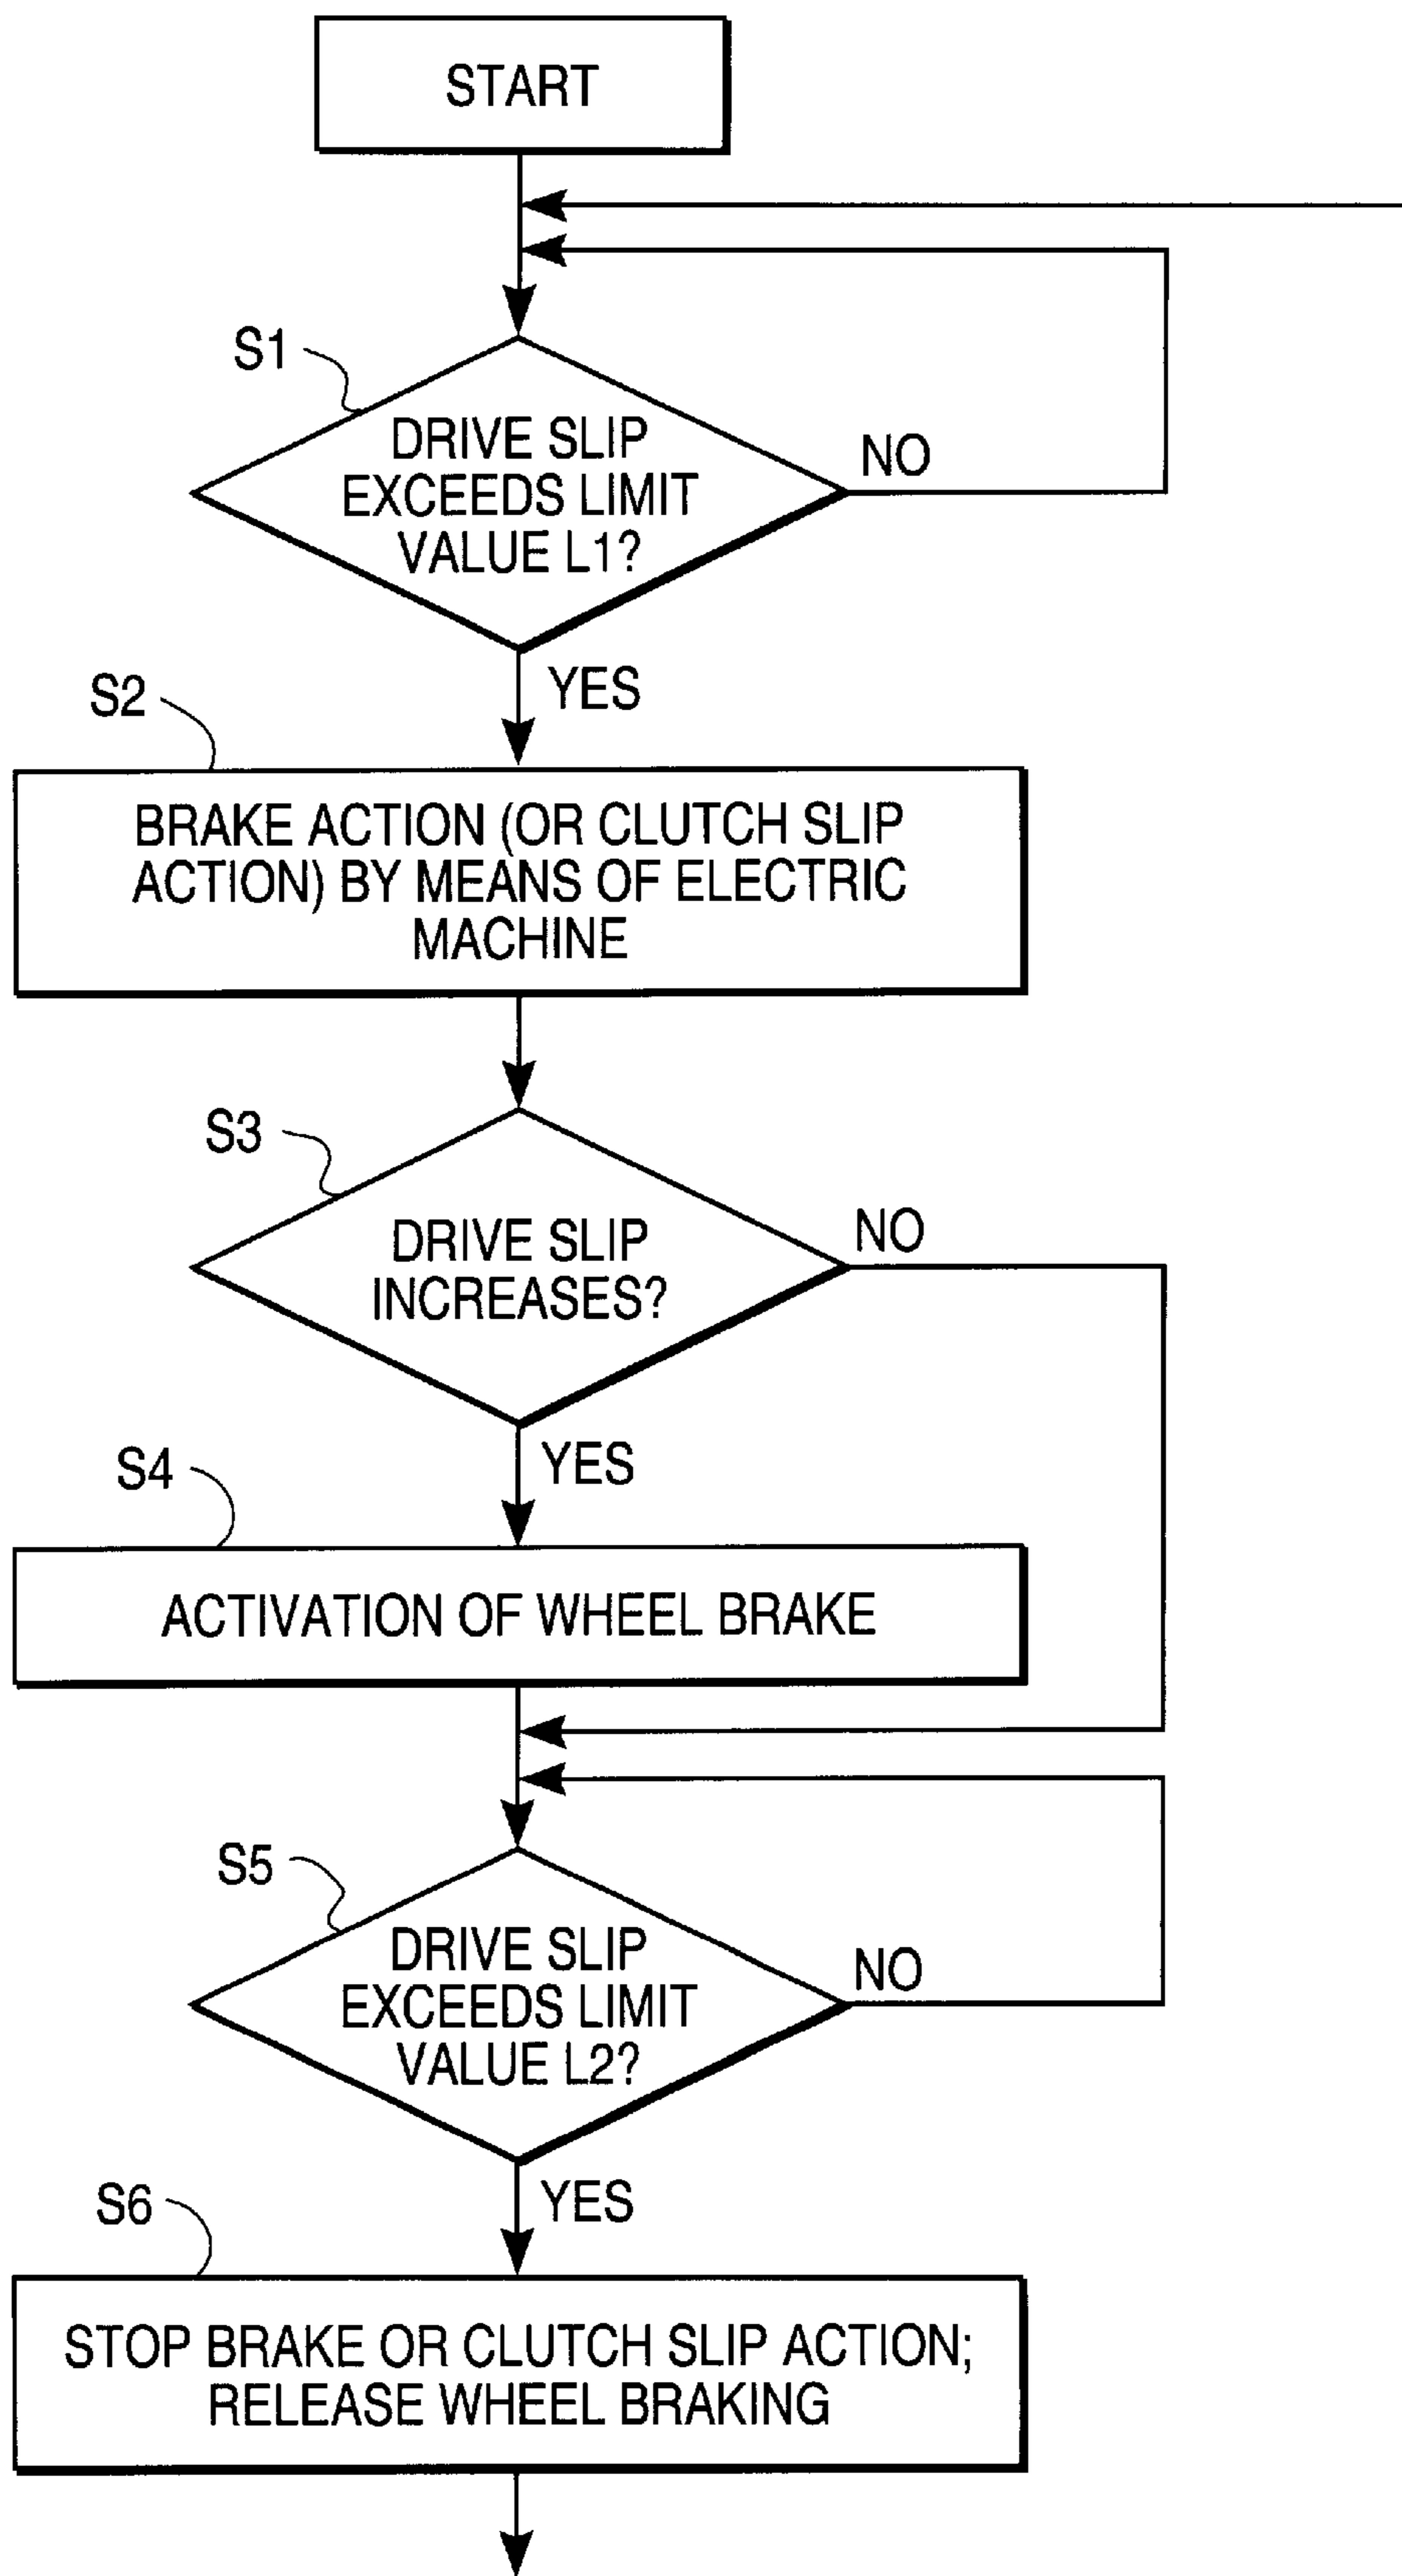 START
S1
DRIVE SLIP
EXCEEDS LIMIT
VALUE L1?
NO
YES
S2
BRAKE ACTION (OR CLUTCH SLIP
ACTION) BY MEANS OF ELECTRIC
MACHINE
S3
DRIVE SLIP
INCREASES?
NO
YES
S4
ACTIVATION OF WHEEL BRAKE
S5
DRIVE SLIP
EXCEEDS LIMIT
VALUE L2?
NO
YES
S6
STOP BRAKE OR CLUTCH SLIP ACTION;
RELEASE WHEEL BRAKING